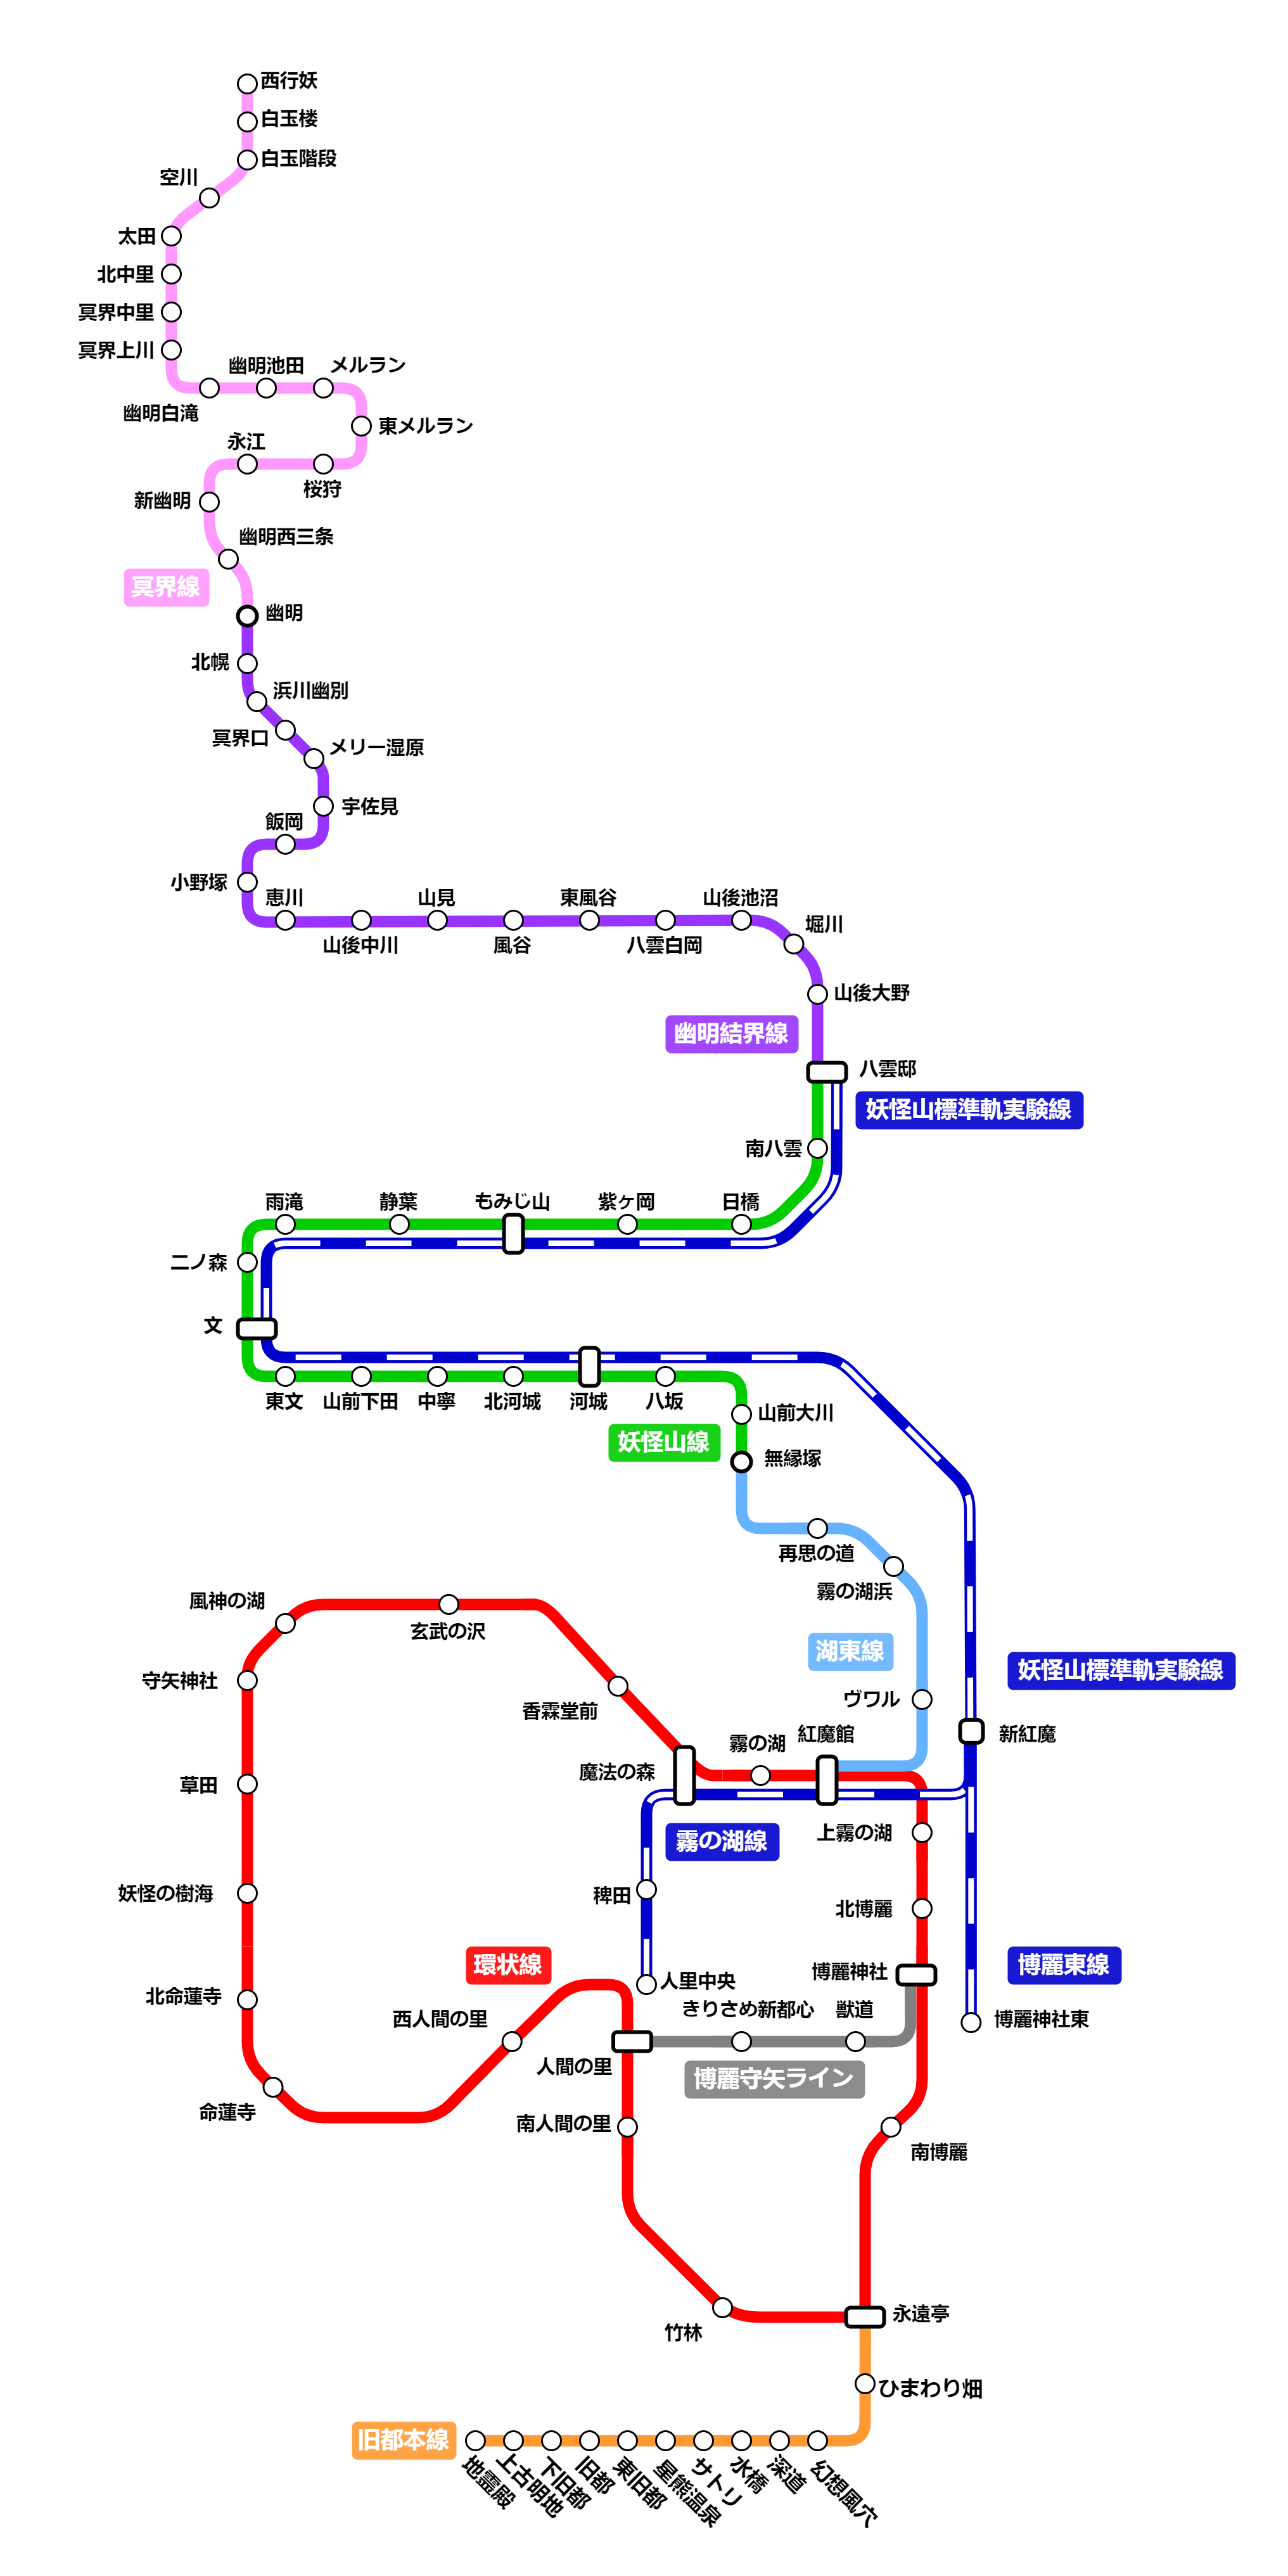 西行妖
白玉楼
白玉階段
空川
太田
北中里
冥界中里
冥界上川
幽明池田
メルラン
幽明白滝
東メルラン
永江
桜狩
新幽明
幽明西三条
冥界線
幽明
北幌
浜川幽別
冥界口
メリー湿原
宇佐見
飯岡
小野塚
恵川
山見
東風谷
山後池沼
堀川
山後中川
風谷
八雲白岡
山後大野
幽明結界線
八雲邸
妖怪山標準軌実験線
南八雲
雨滝
静葉
もみじ山
紫ヶ岡
日橋
二ノ森
文
東文
山前下田
中寧
北河城
河城
八坂
山前大川
妖怪山線
無縁塚
再思の道
霧の湖浜
風神の湖
玄武の沢
湖東線
妖怪山標準軌実験線
守矢神社
香霖堂前
ヴワル
霧の湖
紅魔館
新紅魔
魔法の森
草田
霧の湖線
上霧の湖
妖怪の樹海
稗田
北博麗
環状線
博麗神社
博麗東線
北命蓮寺
人里中央
西人間の里
きりさめ新都心
獣道
博麗神社東
人間の里
博麗守矢ライン
命蓮寺
南人間の里
南博麗
竹林
永遠亭
ひまわり畑
旧都本線
地霊殿
上古明地
下旧都
旧都
東旧都
星熊温泉
サトリ
水橋
深道
幻想風穴